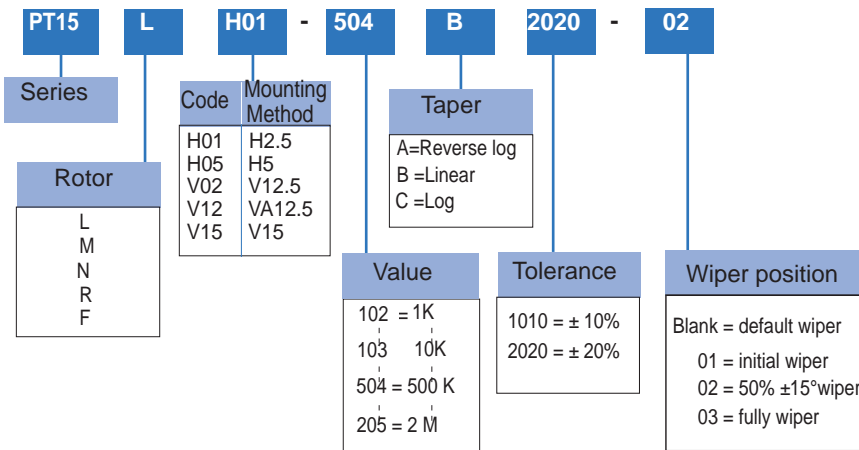 PT15 L H01 - 504 B 2020 - 02
Series
Code Mounting Method
H01 H2.5
H05 H5
V02 V12.5
V12 VA12.5
V15 V15
Taper
A=Reverse log
B =Linear
C =Log
Rotor
L
M
N
R
F
Value
102 = 1K
103 10K
504 = 500 K
205 = 2 M
Tolerance
1010 = ± 10%
2020 = ± 20%
Wiper position
Blank = default wiper
01 = initial wiper
02 = 50% ±15°wiper
03 = fully wiper